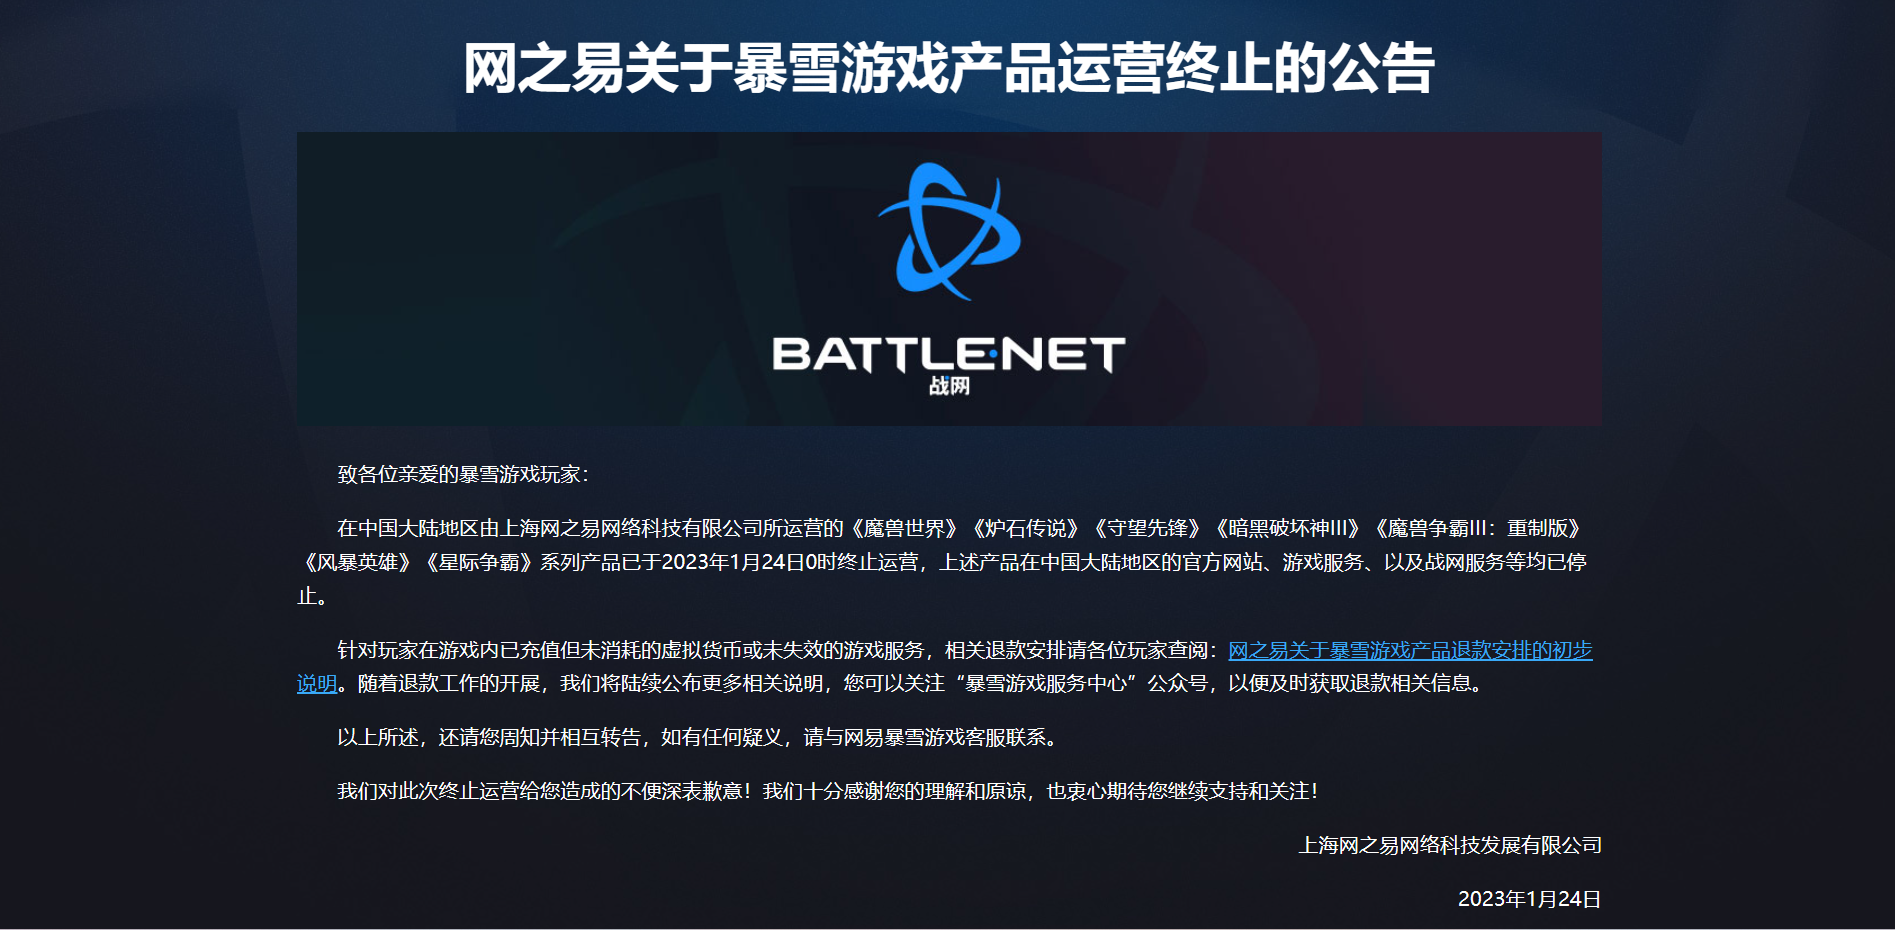 网之易关于暴雪游戏产品运营终止的公告
BATTLE·NET
战网
致各位亲爱的暴雪游戏玩家：
在中国大陆地区由上海网之易网络科技有限公司所运营的《魔兽世界》《炉石传说》《守望先锋》《暗黑破坏神III》《魔兽争霸III：重制版》
《风暴英雄》《星际争霸》系列产品已于2023年1月24日0时终止运营，上述产品在中国大陆地区的官方网站、游戏服务、以及战网服务等均已停
止。
针对玩家在游戏内已充值但未消耗的虚拟货币或未失效的游戏服务，相关退款安排请各位玩家查阅：网之易关于暴雪游戏产品退款安排的初步
说明。随着退款工作的开展，我们将陆续公布更多相关说明，您可以关注“暴雪游戏服务中心”公众号，以便及时获取退款相关信息。
以上所述，还请您周知并相互转告，如有任何疑义，请与网易暴雪游戏客服联系。
我们对此次终止运营给您造成的不便深表歉意！我们十分感谢您的理解和原谅，也衷心期待您继续支持和关注！
上海网之易网络科技发展有限公司
2023年1月24日